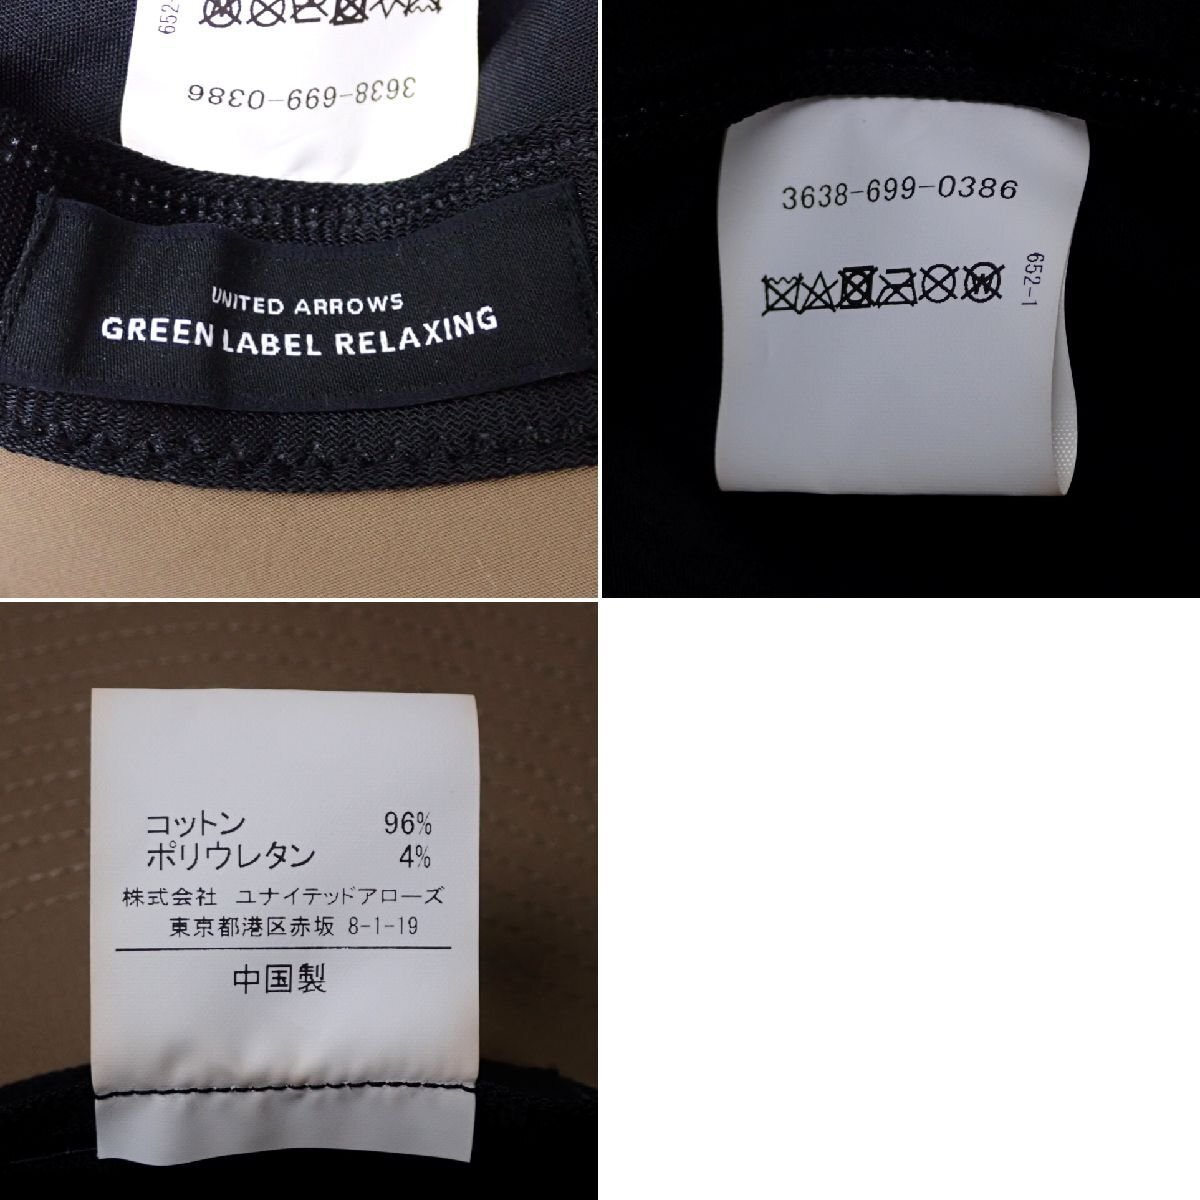 652-
3638-699-0386
UNITED ARROWS
GREEN LABEL RELAXING
3638-699-0386
652-1
コットン 96%
ポリウレタン 4%
株式会社 ユナイテッドアローズ
東京都港区赤坂 8-1-19
中国製